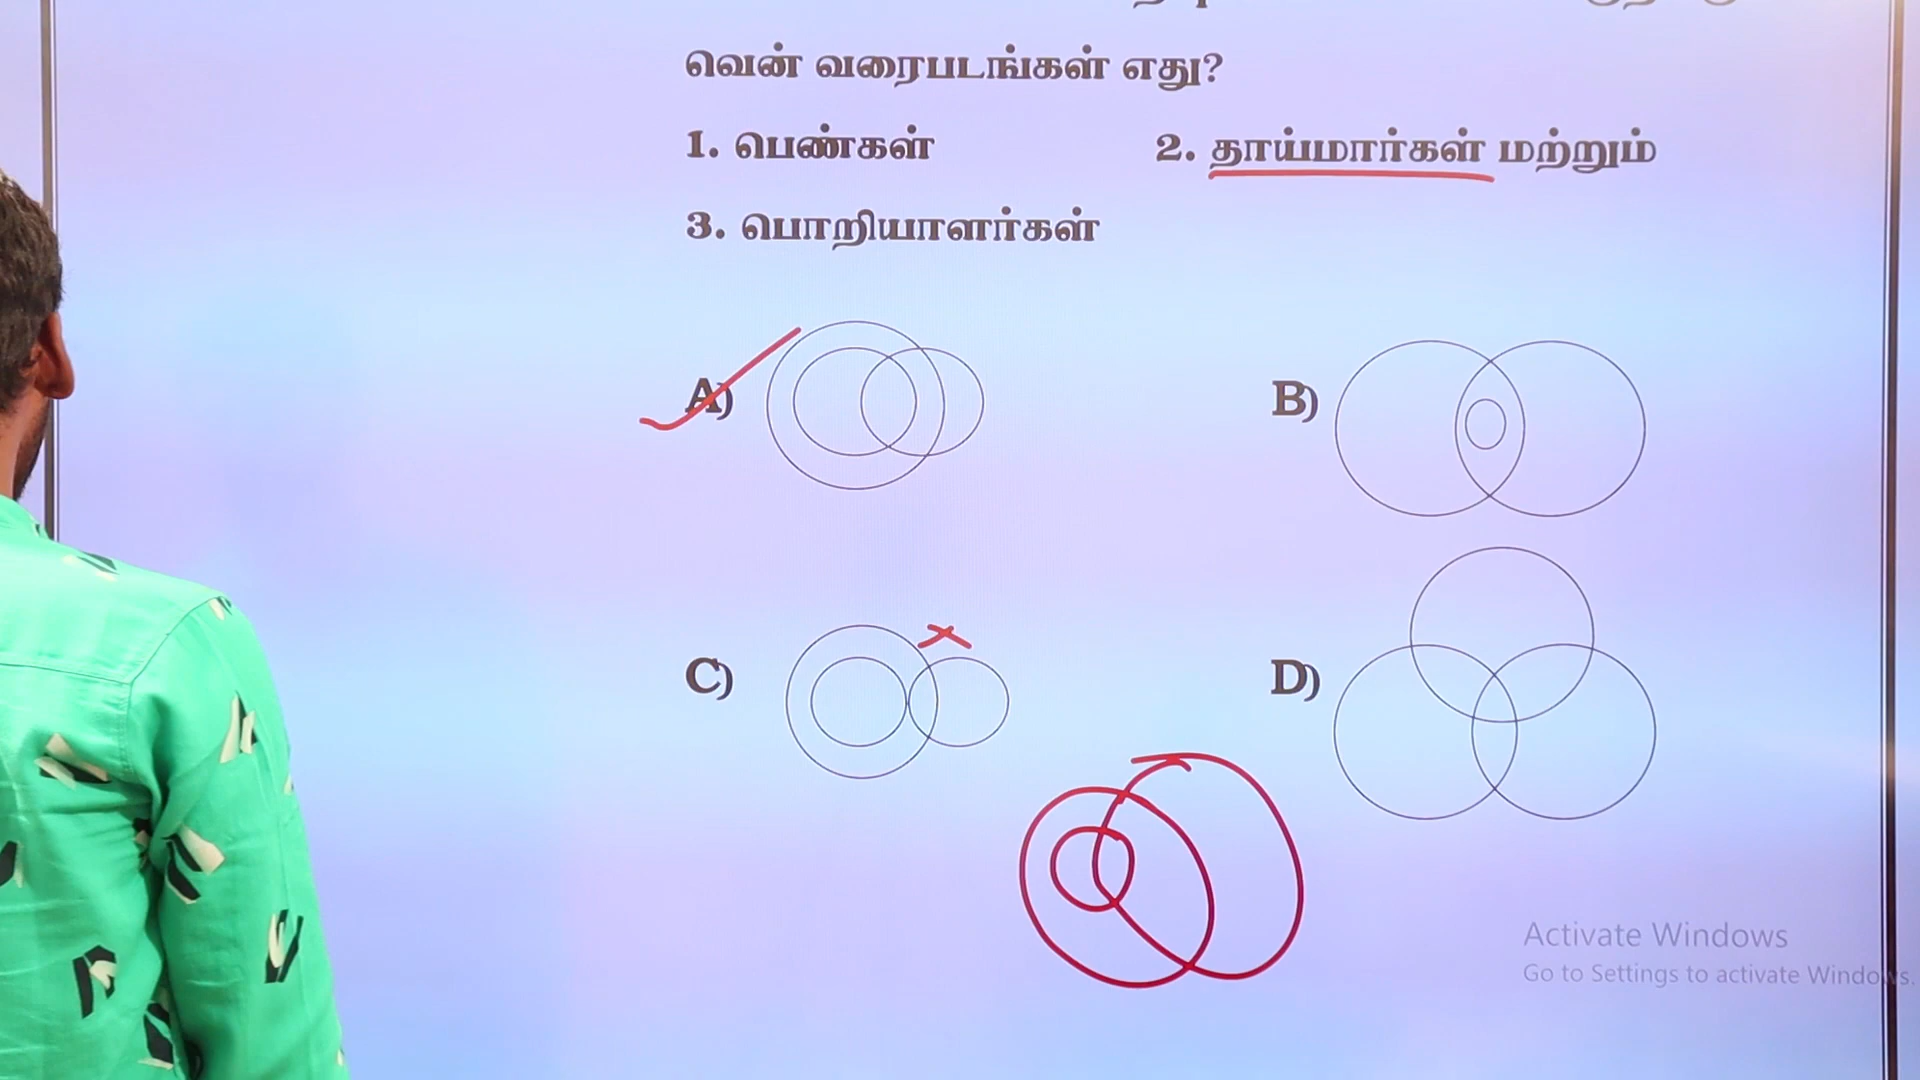 வென் வரைபடங்கள் எது?
1. பெண்கள் 2. தாய்மார்கள் மற்றும்
3. பொறியாளர்கள்
A) B)
C) D)
Activate Windows
Go to Settings to activate Windows.